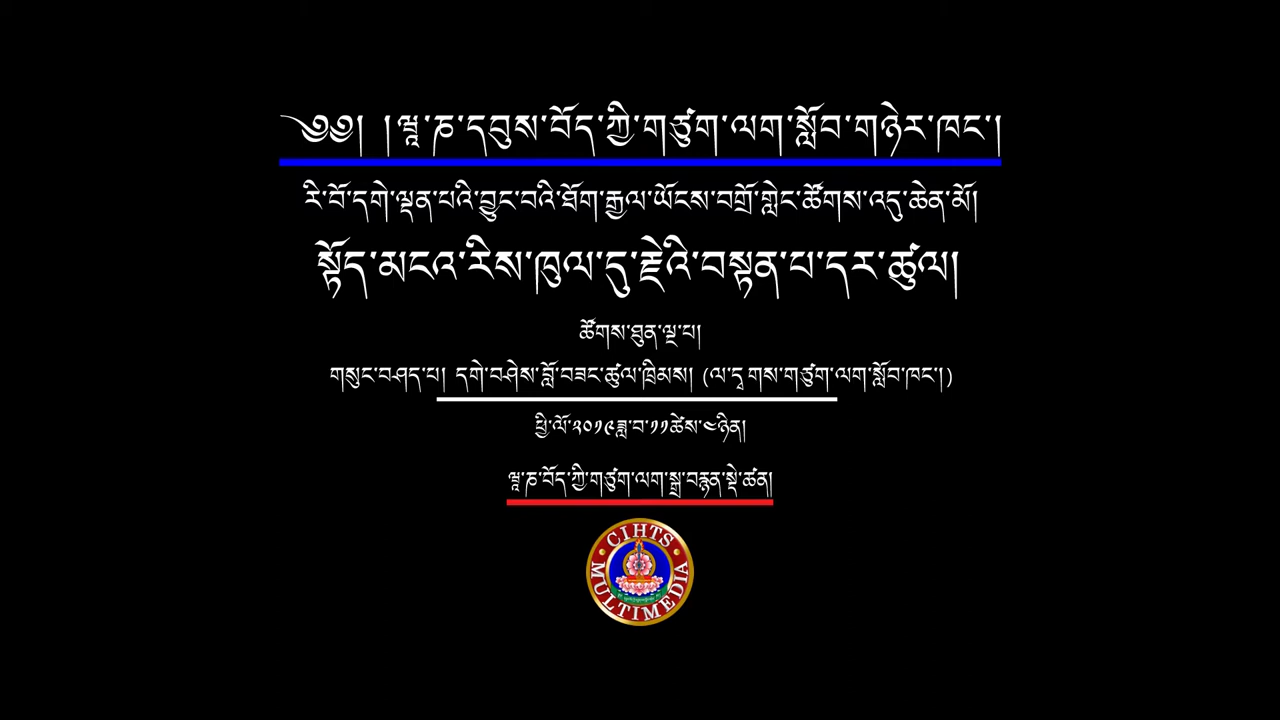 ༄༅། །ཝཱ་ཎ་དབུས་བོད་ཀྱི་གཙུག་ལག་སློབ་གཉེར་ཁང་།
རི་བོ་དགེ་ལྡན་པའི་བྱུང་བའི་ཐོག་རྒྱལ་ཡོངས་བགྲོ་གླེང་ཚོགས་འདུ་ཆེན་མོ།
སྟོད་མངའ་རིས་ཁུལ་དུ་རྗེའི་བསྟན་པ་དར་ཚུལ།
ཚོགས་ཐུན་ལྔ་པ།
གསུང་བཤད་པ། དགེ་བཤེས་བློ་བཟང་ཚུལ་ཁྲིམས། (ལ་དྭགས་གཙུག་ལག་སློབ་ཁང་།)
ཕྱི་ལོ་༢༠༡༩ཟླ་བ་༡༡ཚེས་༤ཉིན།
ཝཱ་ཎ་བོད་ཀྱི་གཙུག་ལག་སྒྲ་བརྙན་སྡེ་ཚན།
CIHTS
MULTIMEDIA